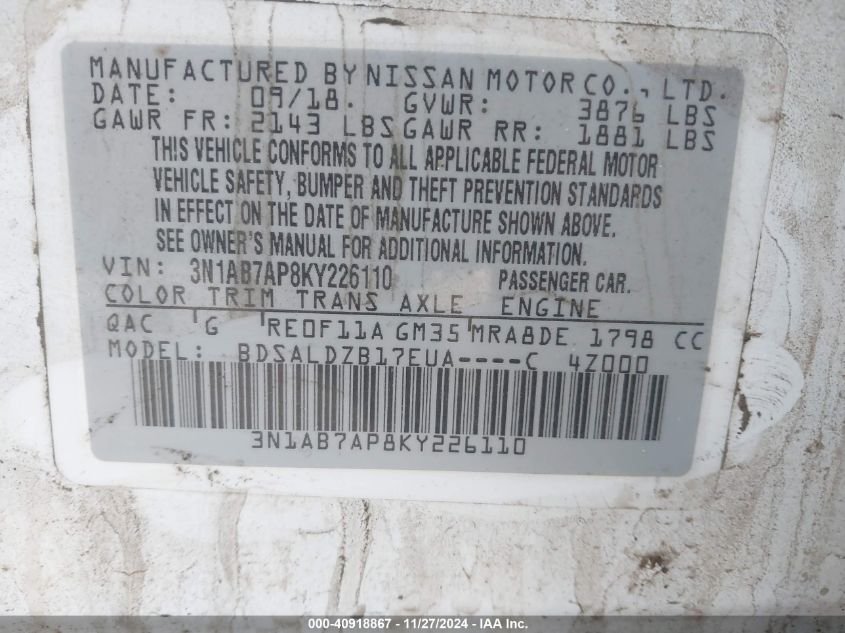 MANUFACTURED BY NISSAN MOTOR CO., LTD.
DATE: 09/18. GVWR: 3876 LBS
GAWR FR: 2143 LBS GAWR RR: 1881 LBS
THIS VEHICLE CONFORMS TO ALL APPLICABLE FEDERAL MOTOR
VEHICLE SAFETY, BUMPER AND THEFT PREVENTION STANDARDS
IN EFFECT ON THE DATE OF MANUFACTURE SHOWN ABOVE.
SEE OWNER'S MANUAL FOR ADDITIONAL INFORMATION.
VIN: 3N1AB7AP8KY226110 PASSENGER CAR.
COLOR TRIM TRANS AXLE ENGINE
QAC G RE0F11A GM35 MRA8DE 1798 CC
MODEL: BDSALDZB17EUA----C 4Z000
3N1AB7AP8KY226110
000-40918867 - 11/27/2024 - IAA Inc.